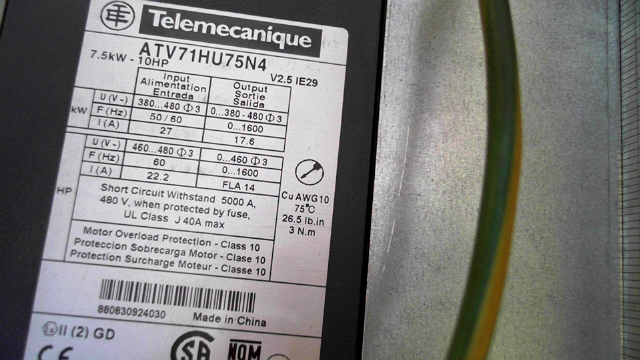 Telemecanique
ATV71HU75N4
7.5kW - 10HP V2.5 IE29
Input Output
Alimentation Sortie
Entrada Salida
kW U (V~) 380...480 Φ 3 0...380 - 480 Φ 3
F (Hz) 50 / 60 0...1600
I (A) 27 17.6
HP U (V~) 460...480 Φ 3 0...460 Φ 3
F (Hz) 60 0...1600
I (A) 22.2 FLA 14
Short Circuit Withstand 5000 A,
480 V, when protected by fuse,
UL Class J 40A max
Cu AWG10
75°C
26.5 lb.in
3 N.m
Motor Overload Protection - Class 10
Proteccion Sobrecarga Motor - Clase 10
Protection Surcharge Moteur - Classe 10
880830924030 Made in China
Ex II (2) GD
CE SA NOM